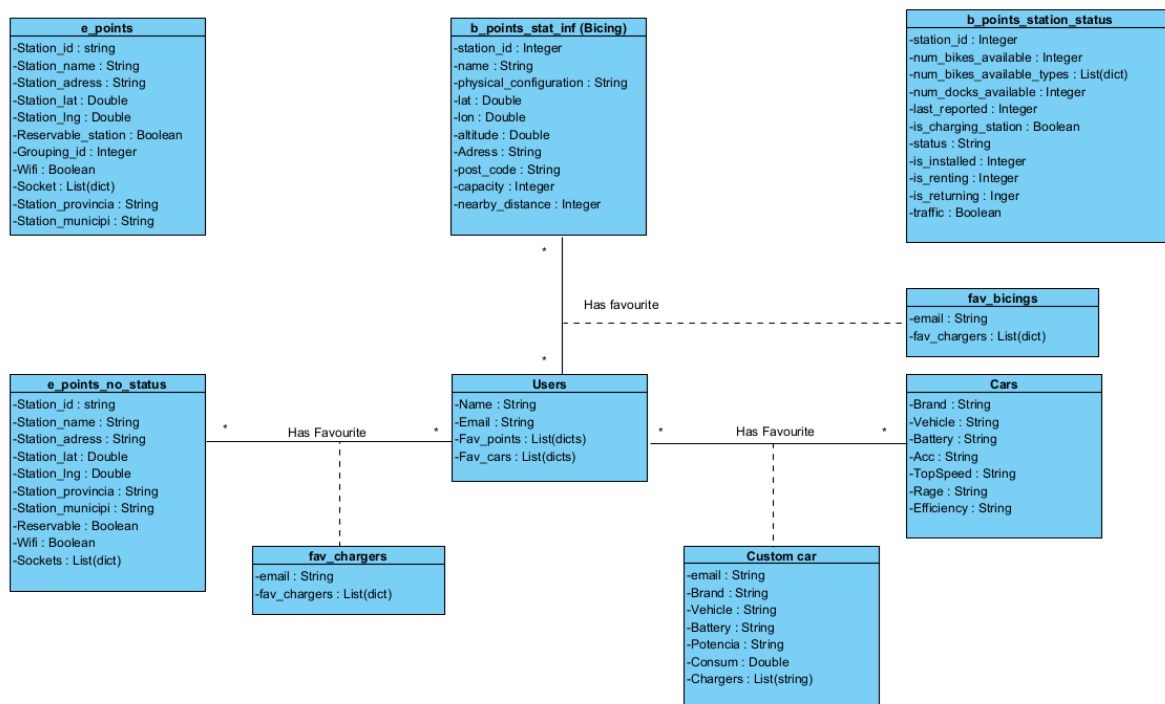 e_points
-Station_id : string
-Station_name : String
-Station_adress : String
-Station_lat : Double
-Station_lng : Double
-Reservable_station : Boolean
-Grouping_id : Integer
-Wifi : Boolean
-Socket : List(dict)
-Station_provincia : String
-Station_municipi : String
b_points_stat_inf (Bicing)
-station_id : Integer
-name : String
-physical_configuration : String
-lat : Double
-lon : Double
-altitude : Double
-Adress : String
-post_code : String
-capacity : Integer
-nearby_distance : Integer
b_points_station_status
-station_id : Integer
-num_bikes_available : Integer
-num_bikes_available_types : List(dict)
-num_docks_available : Integer
-last_reported : Integer
-is_charging_station : Boolean
-status : String
-is_installed : Integer
-is_renting : Integer
-is_returning : Inger
-traffic : Boolean
*
Has favourite
*
fav_bicings
-email : String
-fav_chargers : List(dict)
e_points_no_status
-Station_id : string
-Station_name : String
-Station_adress : String
-Station_lat : Double
-Station_lng : Double
-Station_provincia : String
-Station_municipi : String
-Reservable : Boolean
-Wifi : Boolean
-Sockets : List(dict)
* Has Favourite *
Users
-Name : String
-Email : String
-Fav_points : List(dicts)
-Fav_cars : List(dicts)
* Has Favourite *
Cars
-Brand : String
-Vehicle : String
-Battery : String
-Acc : String
-TopSpeed : String
-Rage : String
-Efficiency : String
fav_chargers
-email : String
-fav_chargers : List(dict)
Custom car
-email : String
-Brand : String
-Vehicle : String
-Battery : String
-Potencia : String
-Consum : Double
-Chargers : List(string)